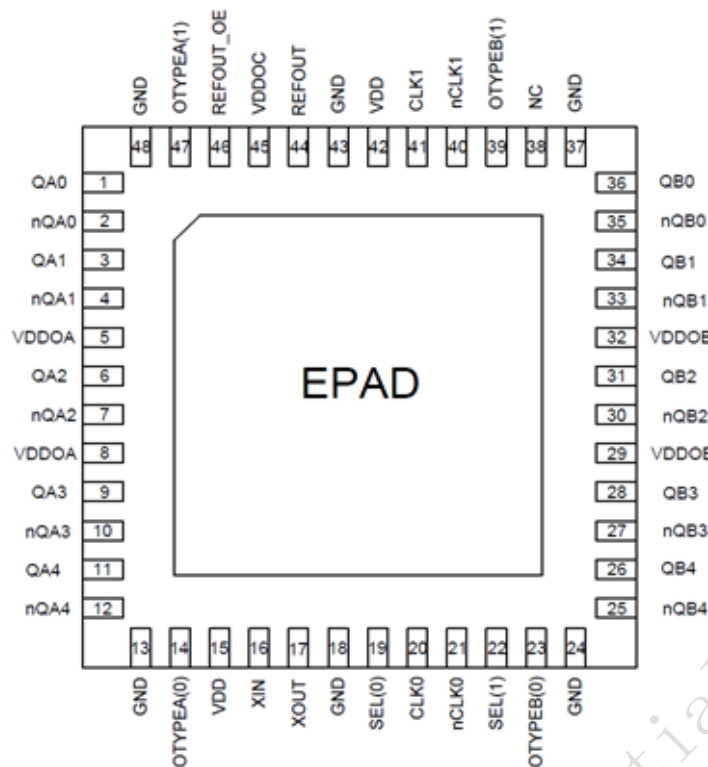 GND OTYPEA(1) REFOUT_OE VDDOC REFOUT GND VDD CLK1 nCLK1 OTYPEB(1) NC GND
48 47 46 45 44 43 42 41 40 39 38 37
QA0 1 36 QB0
nQA0 2 35 nQB0
QA1 3 34 QB1
nQA1 4 33 nQB1
VDDOA 5 32 VDDOB
QA2 6 31 QB2
EPAD
nQA2 7 30 nQB2
VDDOA 8 29 VDDOB
QA3 9 28 QB3
nQA3 10 27 nQB3
QA4 11 26 QB4
nQA4 12 25 nQB4
13 14 15 16 17 18 19 20 21 22 23 24
GND OTYPEA(0) VDD XIN XOUT GND SEL(0) CLK0 nCLK0 SEL(1) OTYPEB(0) GND